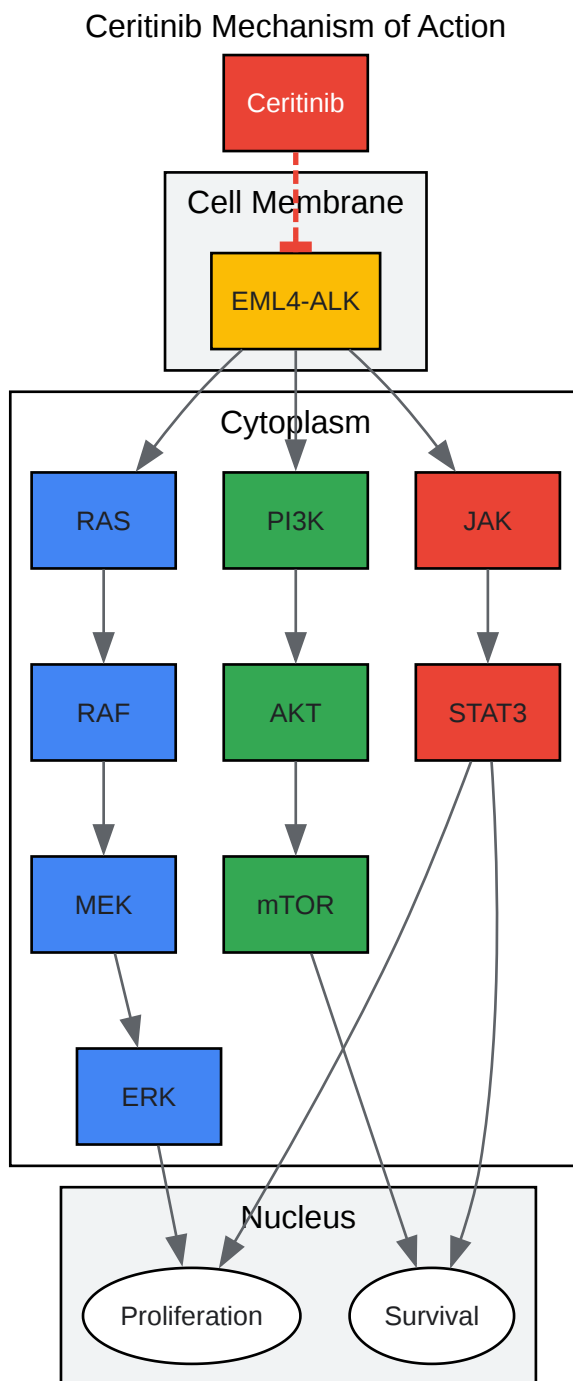 Ceritinib Mechanism of Action
Ceritinib
Cell Membrane
EML4-ALK
Cytoplasm
RAS
PI3K
JAK
RAF
AKT
STAT3
MEK
mTOR
ERK
Nucleus
Proliferation
Survival